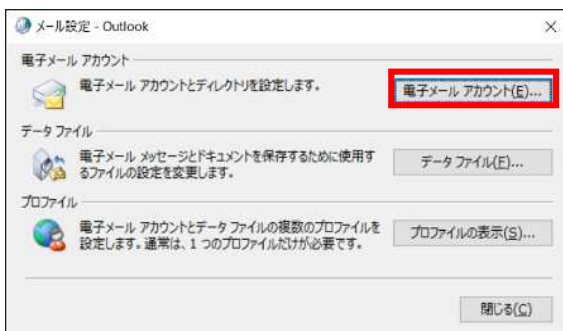 メール設定 - Outlook
電子メール アカウント
電子メール アカウントとディレクトリを設定します。
電子メール アカウント(E)...
データ ファイル
電子メール メッセージとドキュメントを保存するために使用す
るファイルの設定を変更します。
データ ファイル(F)...
プロファイル
電子メール アカウントとデータ ファイルの複数のプロファイルを
設定します。通常は、1 つのプロファイルだけが必要です。
プロファイルの表示(S)...
閉じる(C)